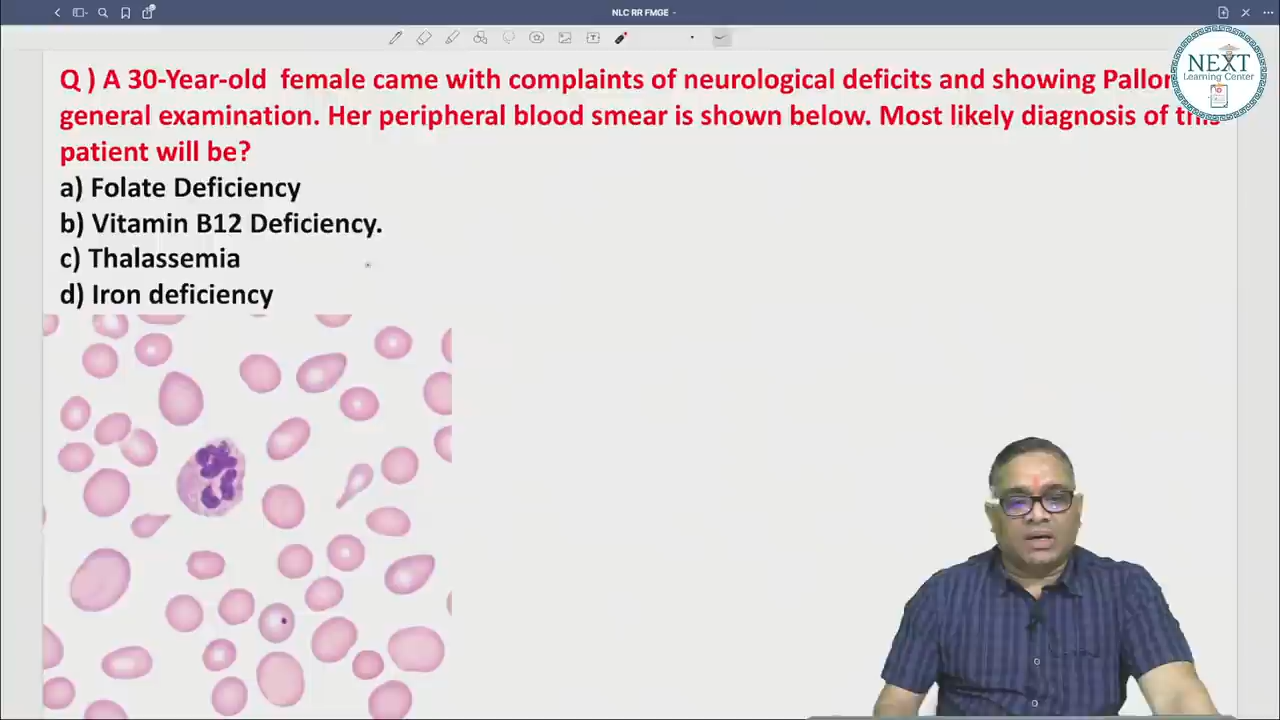 NLC RR FMGE
Q ) A 30-Year-old female came with complaints of neurological deficits and showing Pallor
general examination. Her peripheral blood smear is shown below. Most likely diagnosis of this
patient will be?
a) Folate Deficiency
b) Vitamin B12 Deficiency.
c) Thalassemia
d) Iron deficiency
NEXT
Learning Center